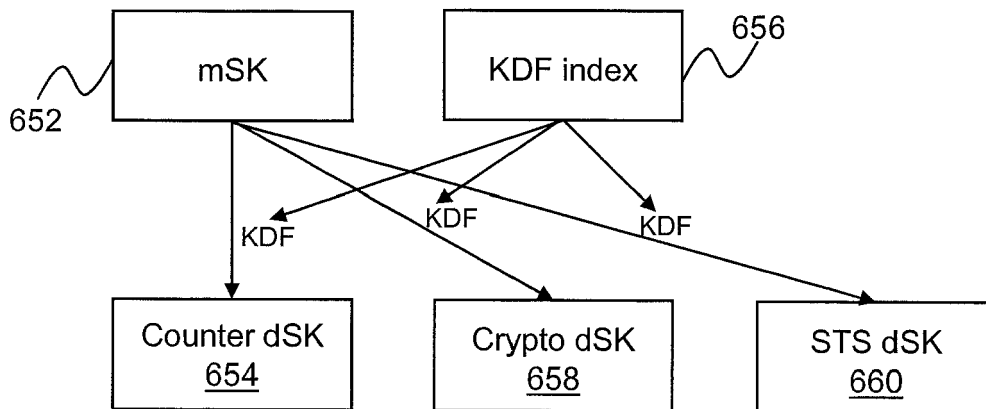 656
mSK
KDF index
652
KDF
KDF
KDF
Counter dSK
654
Crypto dSK
658
STS dSK
660